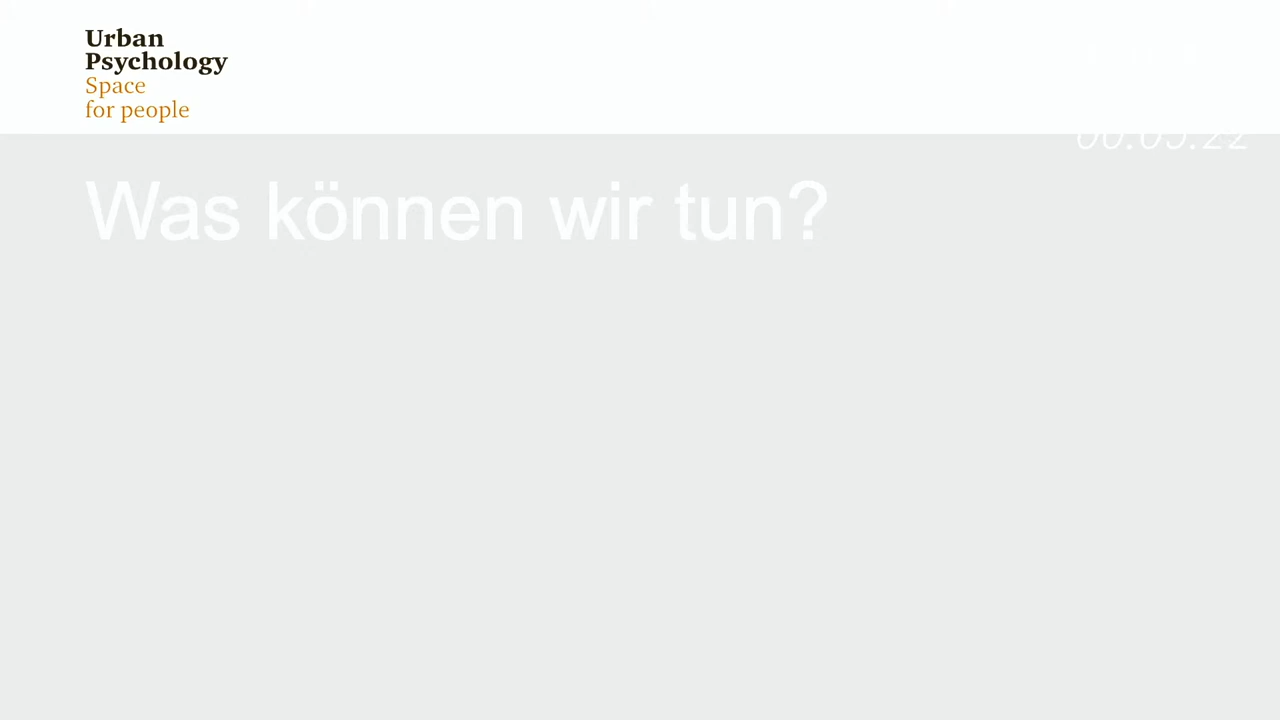 Urban
Psychology
Space
for people
Was können wir tun?